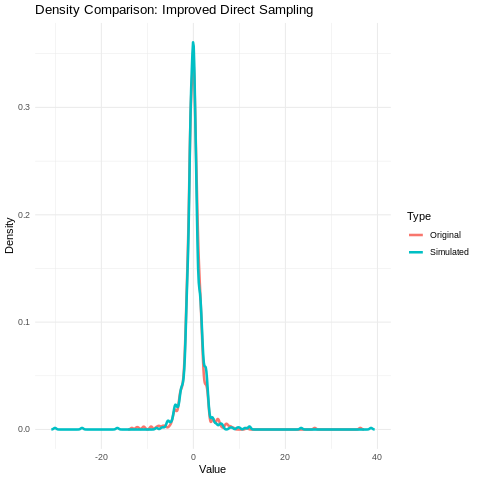 Density Comparison: Improved Direct Sampling
Density
0.3
0.2
0.1
0.0
-20
0
20
40
Value
Type
Original
Simulated